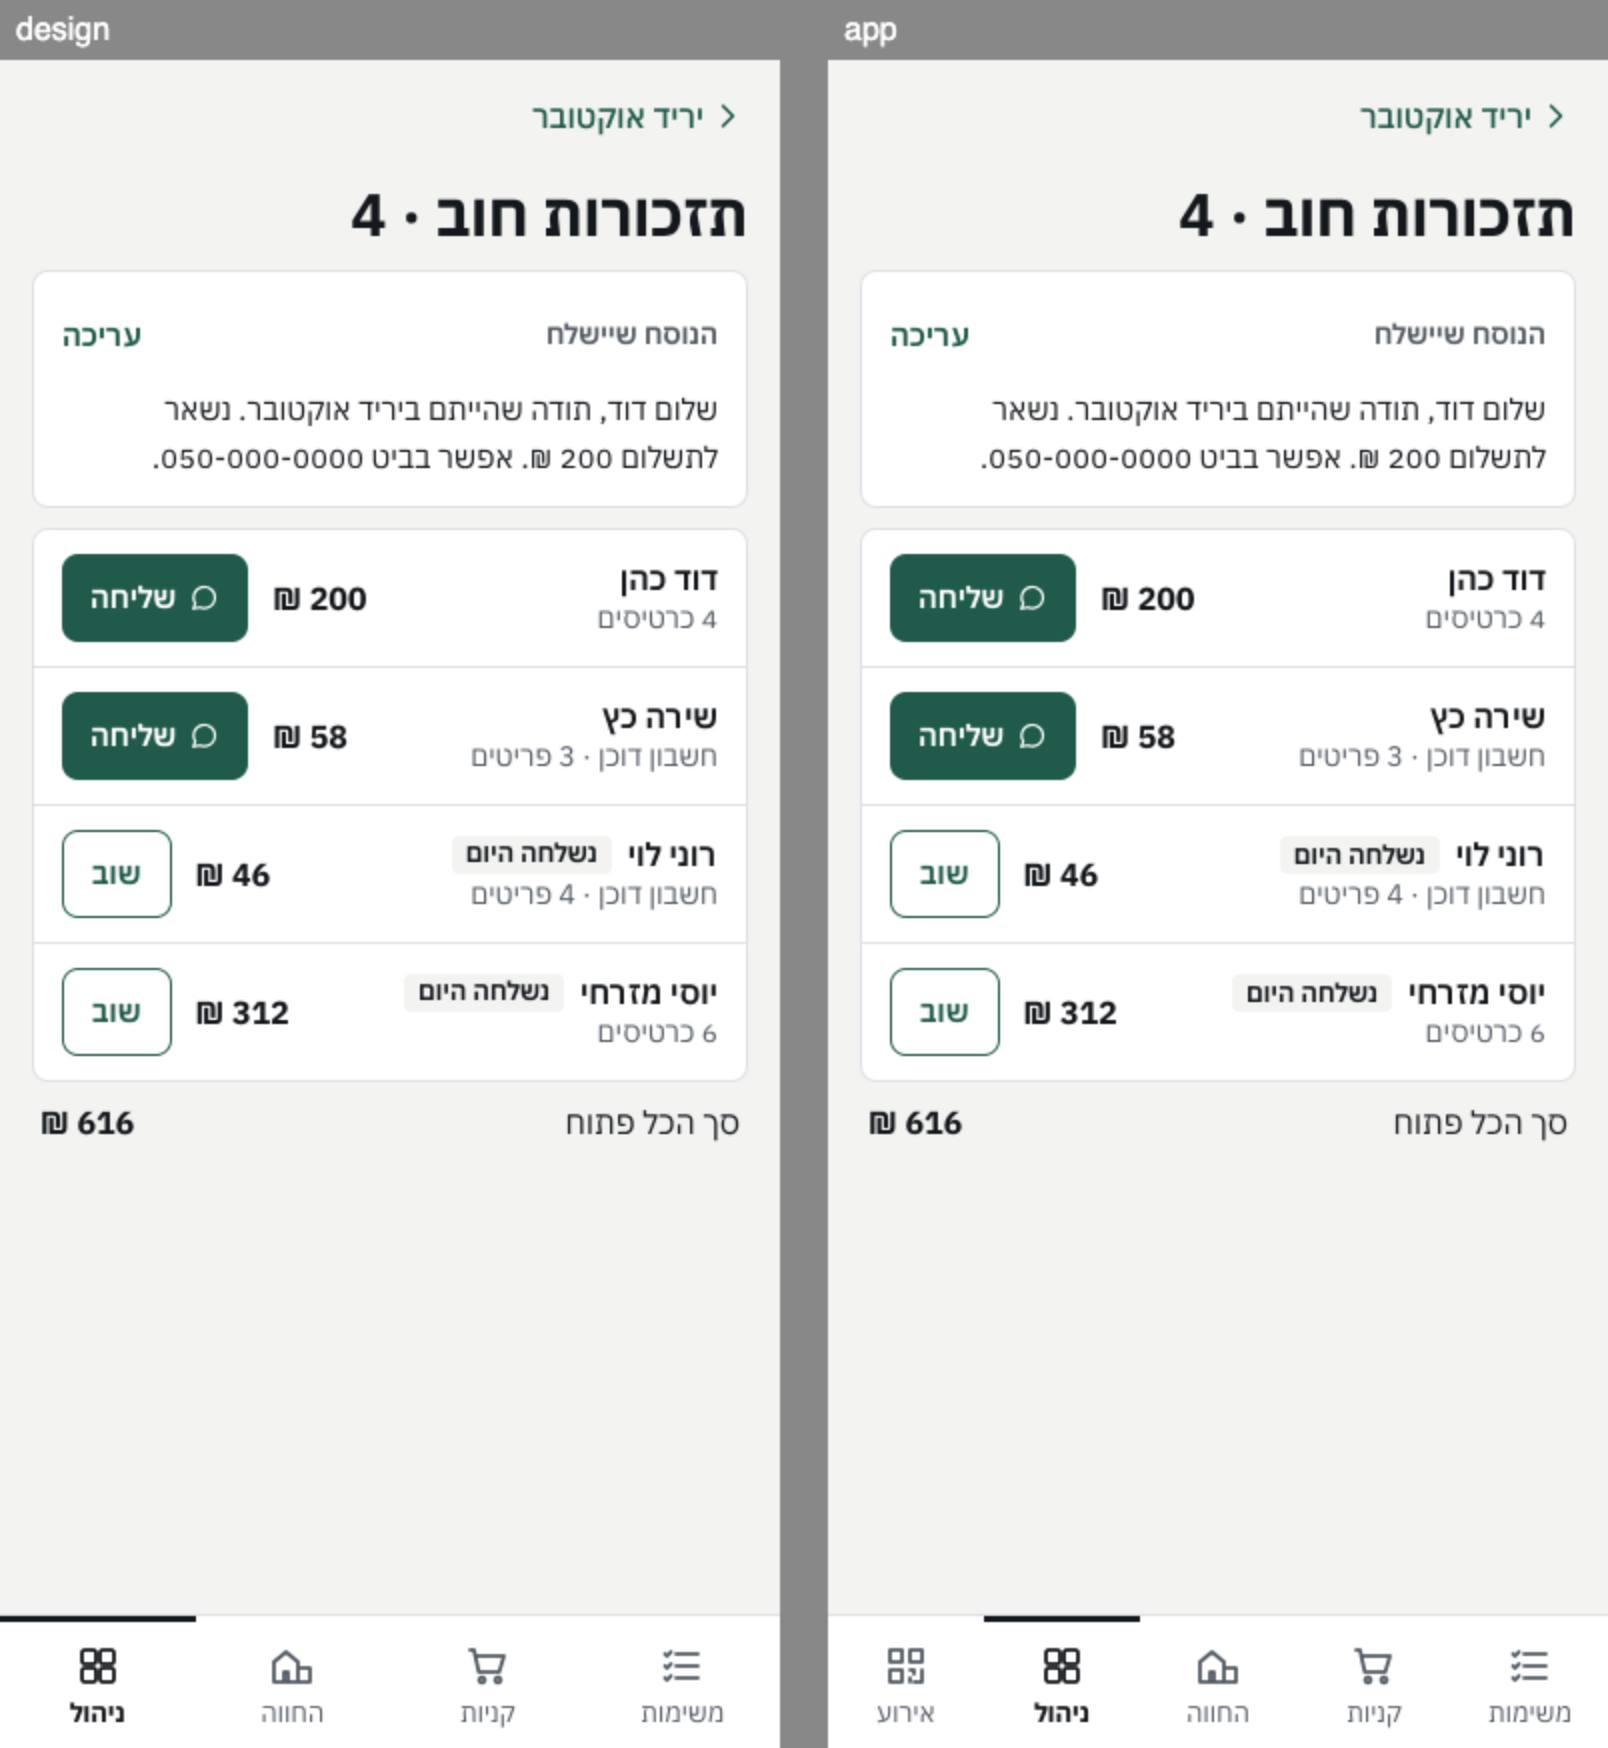 design
יריד אוקטובר
תזכורות חוב · 4
הנוסח שיישלח
עריכה
שלום דוד, תודה שהייתם ביריד אוקטובר. נשאר
לתשלום 200 ₪. אפשר בביט 050-000-0000.
דוד כהן
4 כרטיסים
200 ₪
שליחה
שירה כץ
חשבון דוכן · 3 פריטים
58 ₪
שליחה
רוני לוי נשלחה היום
חשבון דוכן · 4 פריטים
46 ₪
שוב
יוסי מזרחי נשלחה היום
6 כרטיסים
312 ₪
שוב
סך הכל פתוח
616 ₪
משימות
קניות
החווה
ניהול
app
יריד אוקטובר
תזכורות חוב · 4
הנוסח שיישלח
עריכה
שלום דוד, תודה שהייתם ביריד אוקטובר. נשאר
לתשלום 200 ₪. אפשר בביט 050-000-0000.
דוד כהן
4 כרטיסים
200 ₪
שליחה
שירה כץ
חשבון דוכן · 3 פריטים
58 ₪
שליחה
רוני לוי נשלחה היום
חשבון דוכן · 4 פריטים
46 ₪
שוב
יוסי מזרחי נשלחה היום
6 כרטיסים
312 ₪
שוב
סך הכל פתוח
616 ₪
משימות
קניות
החווה
ניהול
אירוע